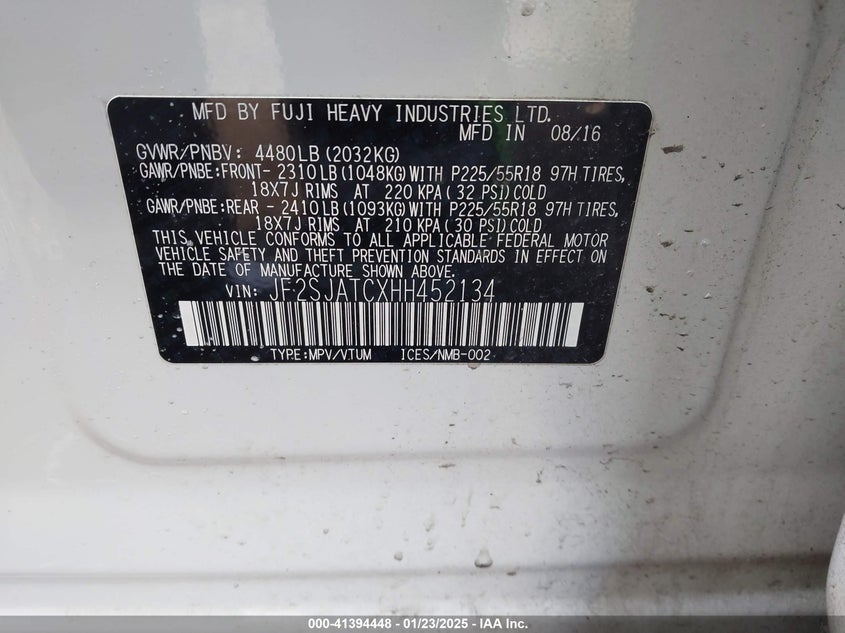 MFD BY FUJI HEAVY INDUSTRIES LTD.
MFD IN 08/16
GVWR/PNBV: 4480LB (2032KG)
GAWR/PNBE:FRONT- 2310LB (1048KG) WITH P225/55R18 97H TIRES,
18X7J RIMS AT 220 KPA (32 PSI) COLD
GAWR/PNBE:REAR - 2410LB (1093KG) WITH P225/55R18 97H TIRES,
18X7J RIMS AT 210 KPA (30 PSI) COLD
THIS VEHICLE CONFORMS TO ALL APPLICABLE FEDERAL MOTOR
VEHICLE SAFETY AND THEFT PREVENTION STANDARDS IN EFFECT ON
THE DATE OF MANUFACTURE SHOWN ABOVE.
VIN: JF2SJATCXHH452134
TYPE:MPV/VTUM ICES/NMB-002
000-41394448 - 01/23/2025 - IAA Inc.